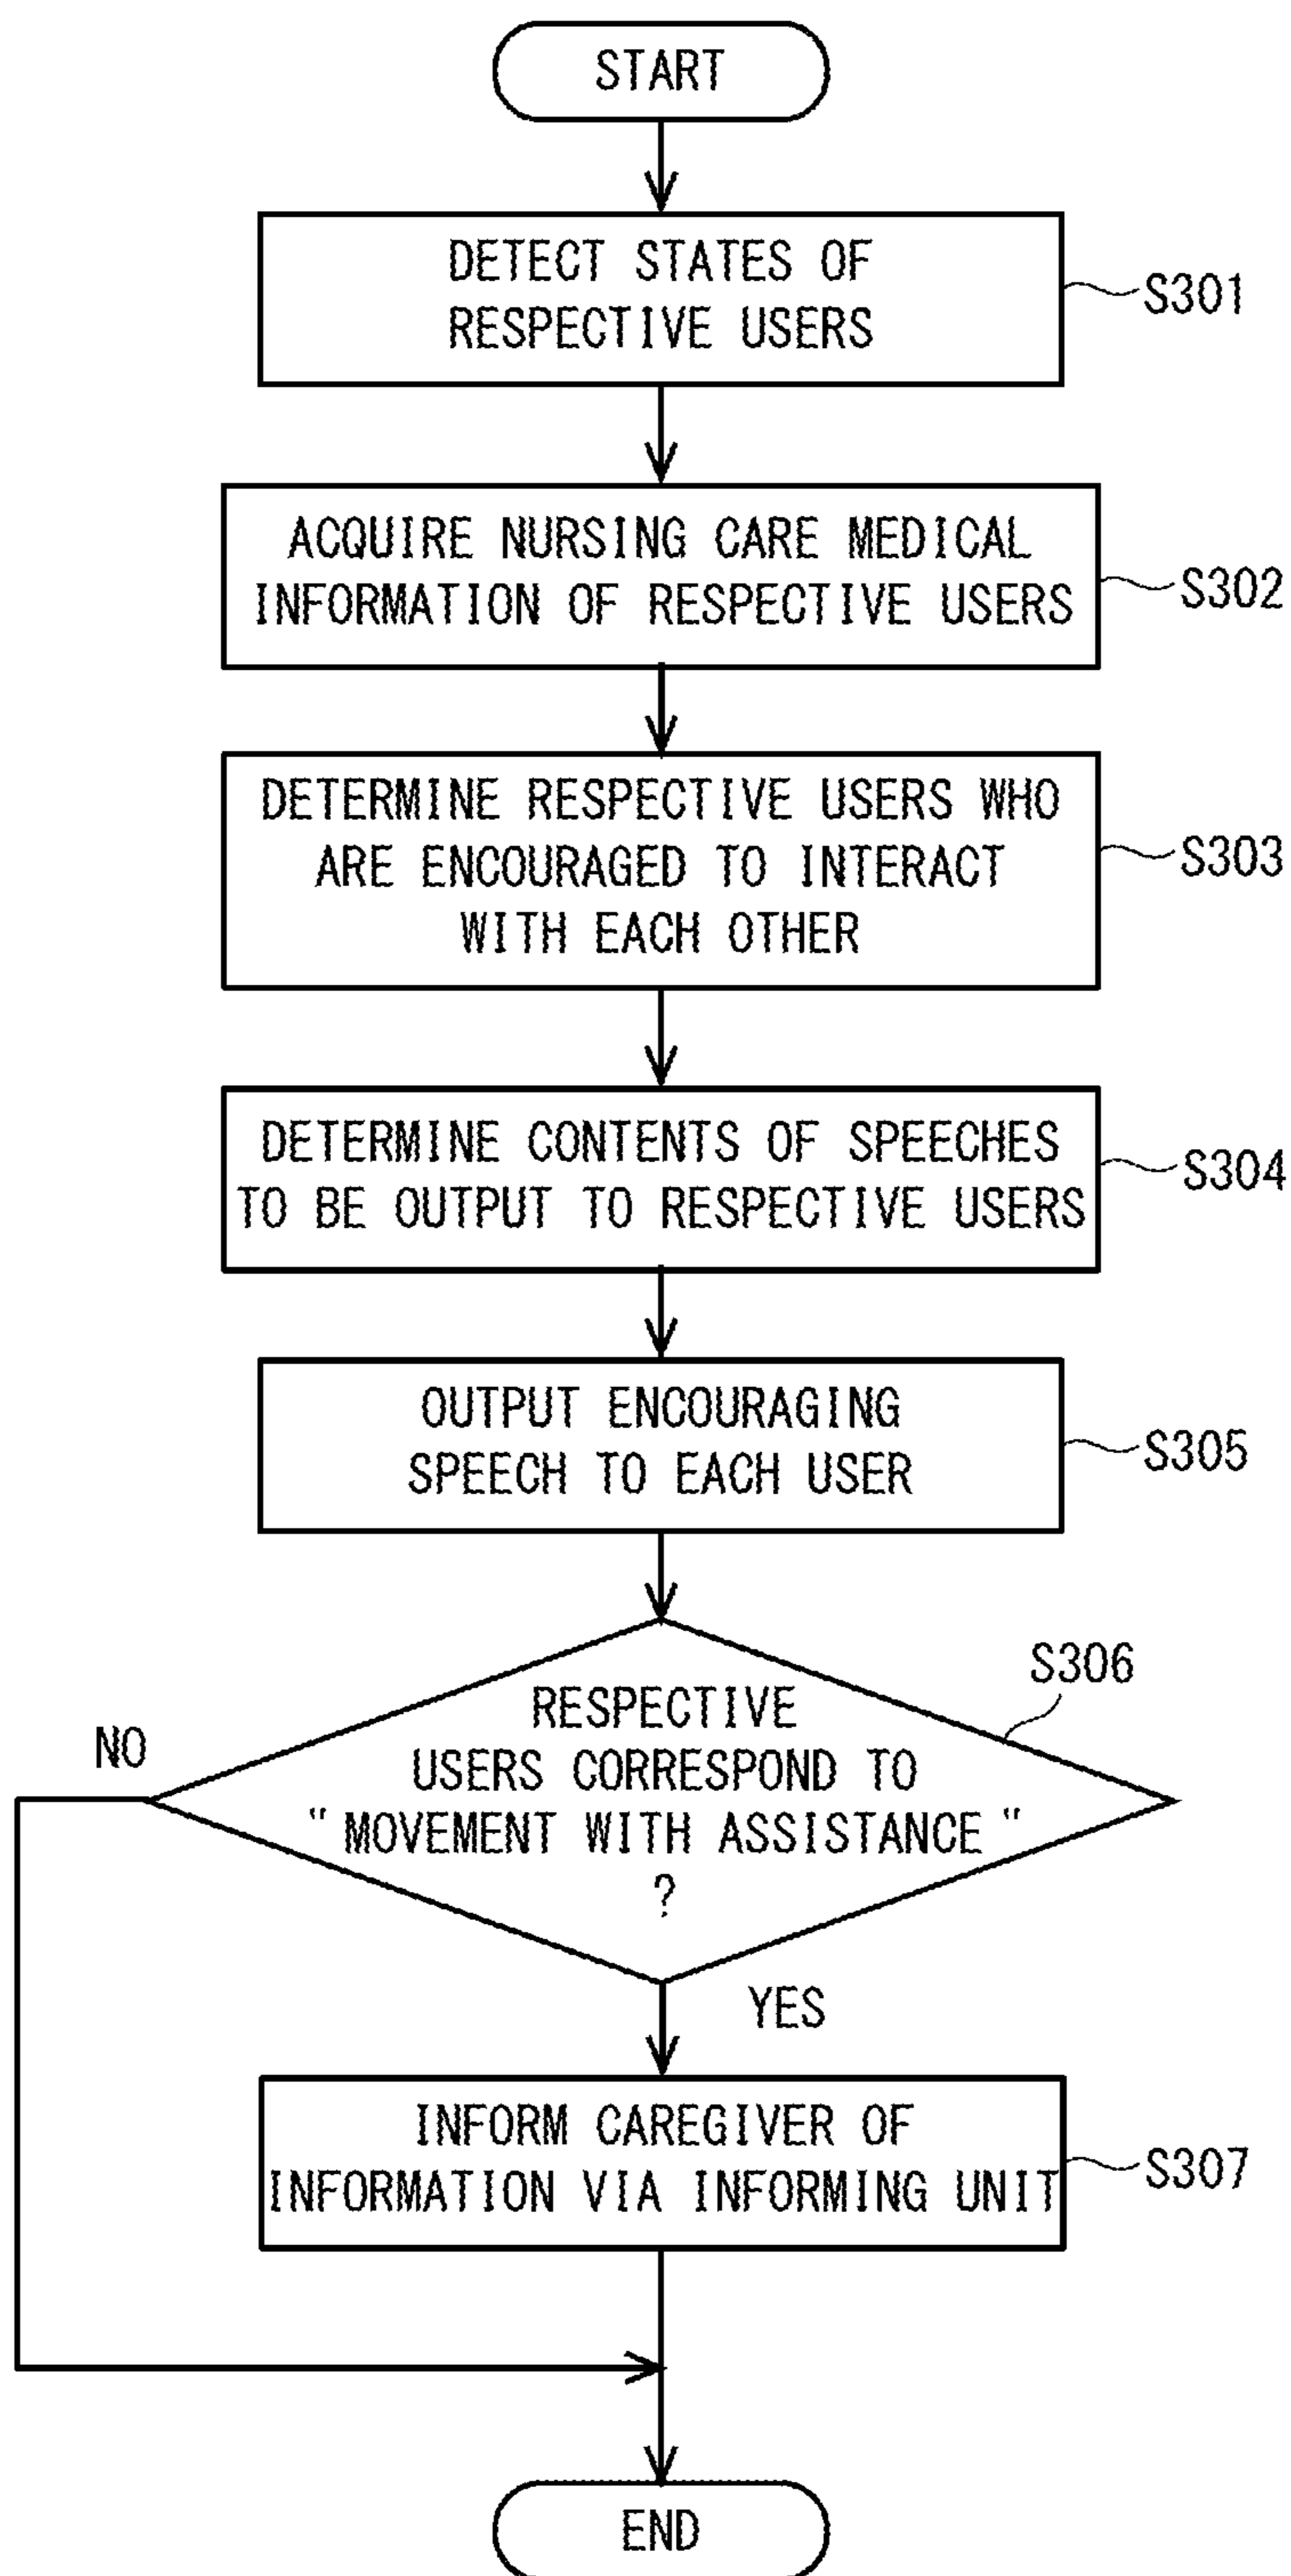 START
DETECT STATES OF
RESPECTIVE USERS
S301
ACQUIRE NURSING CARE MEDICAL
INFORMATION OF RESPECTIVE USERS
S302
DETERMINE RESPECTIVE USERS WHO
ARE ENCOURAGED TO INTERACT
WITH EACH OTHER
S303
DETERMINE CONTENTS OF SPEECHES
TO BE OUTPUT TO RESPECTIVE USERS
S304
OUTPUT ENCOURAGING
SPEECH TO EACH USER
S305
S306
RESPECTIVE
USERS CORRESPOND TO
"MOVEMENT WITH ASSISTANCE"
?
NO
YES
INFORM CAREGIVER OF
INFORMATION VIA INFORMING UNIT
S307
END